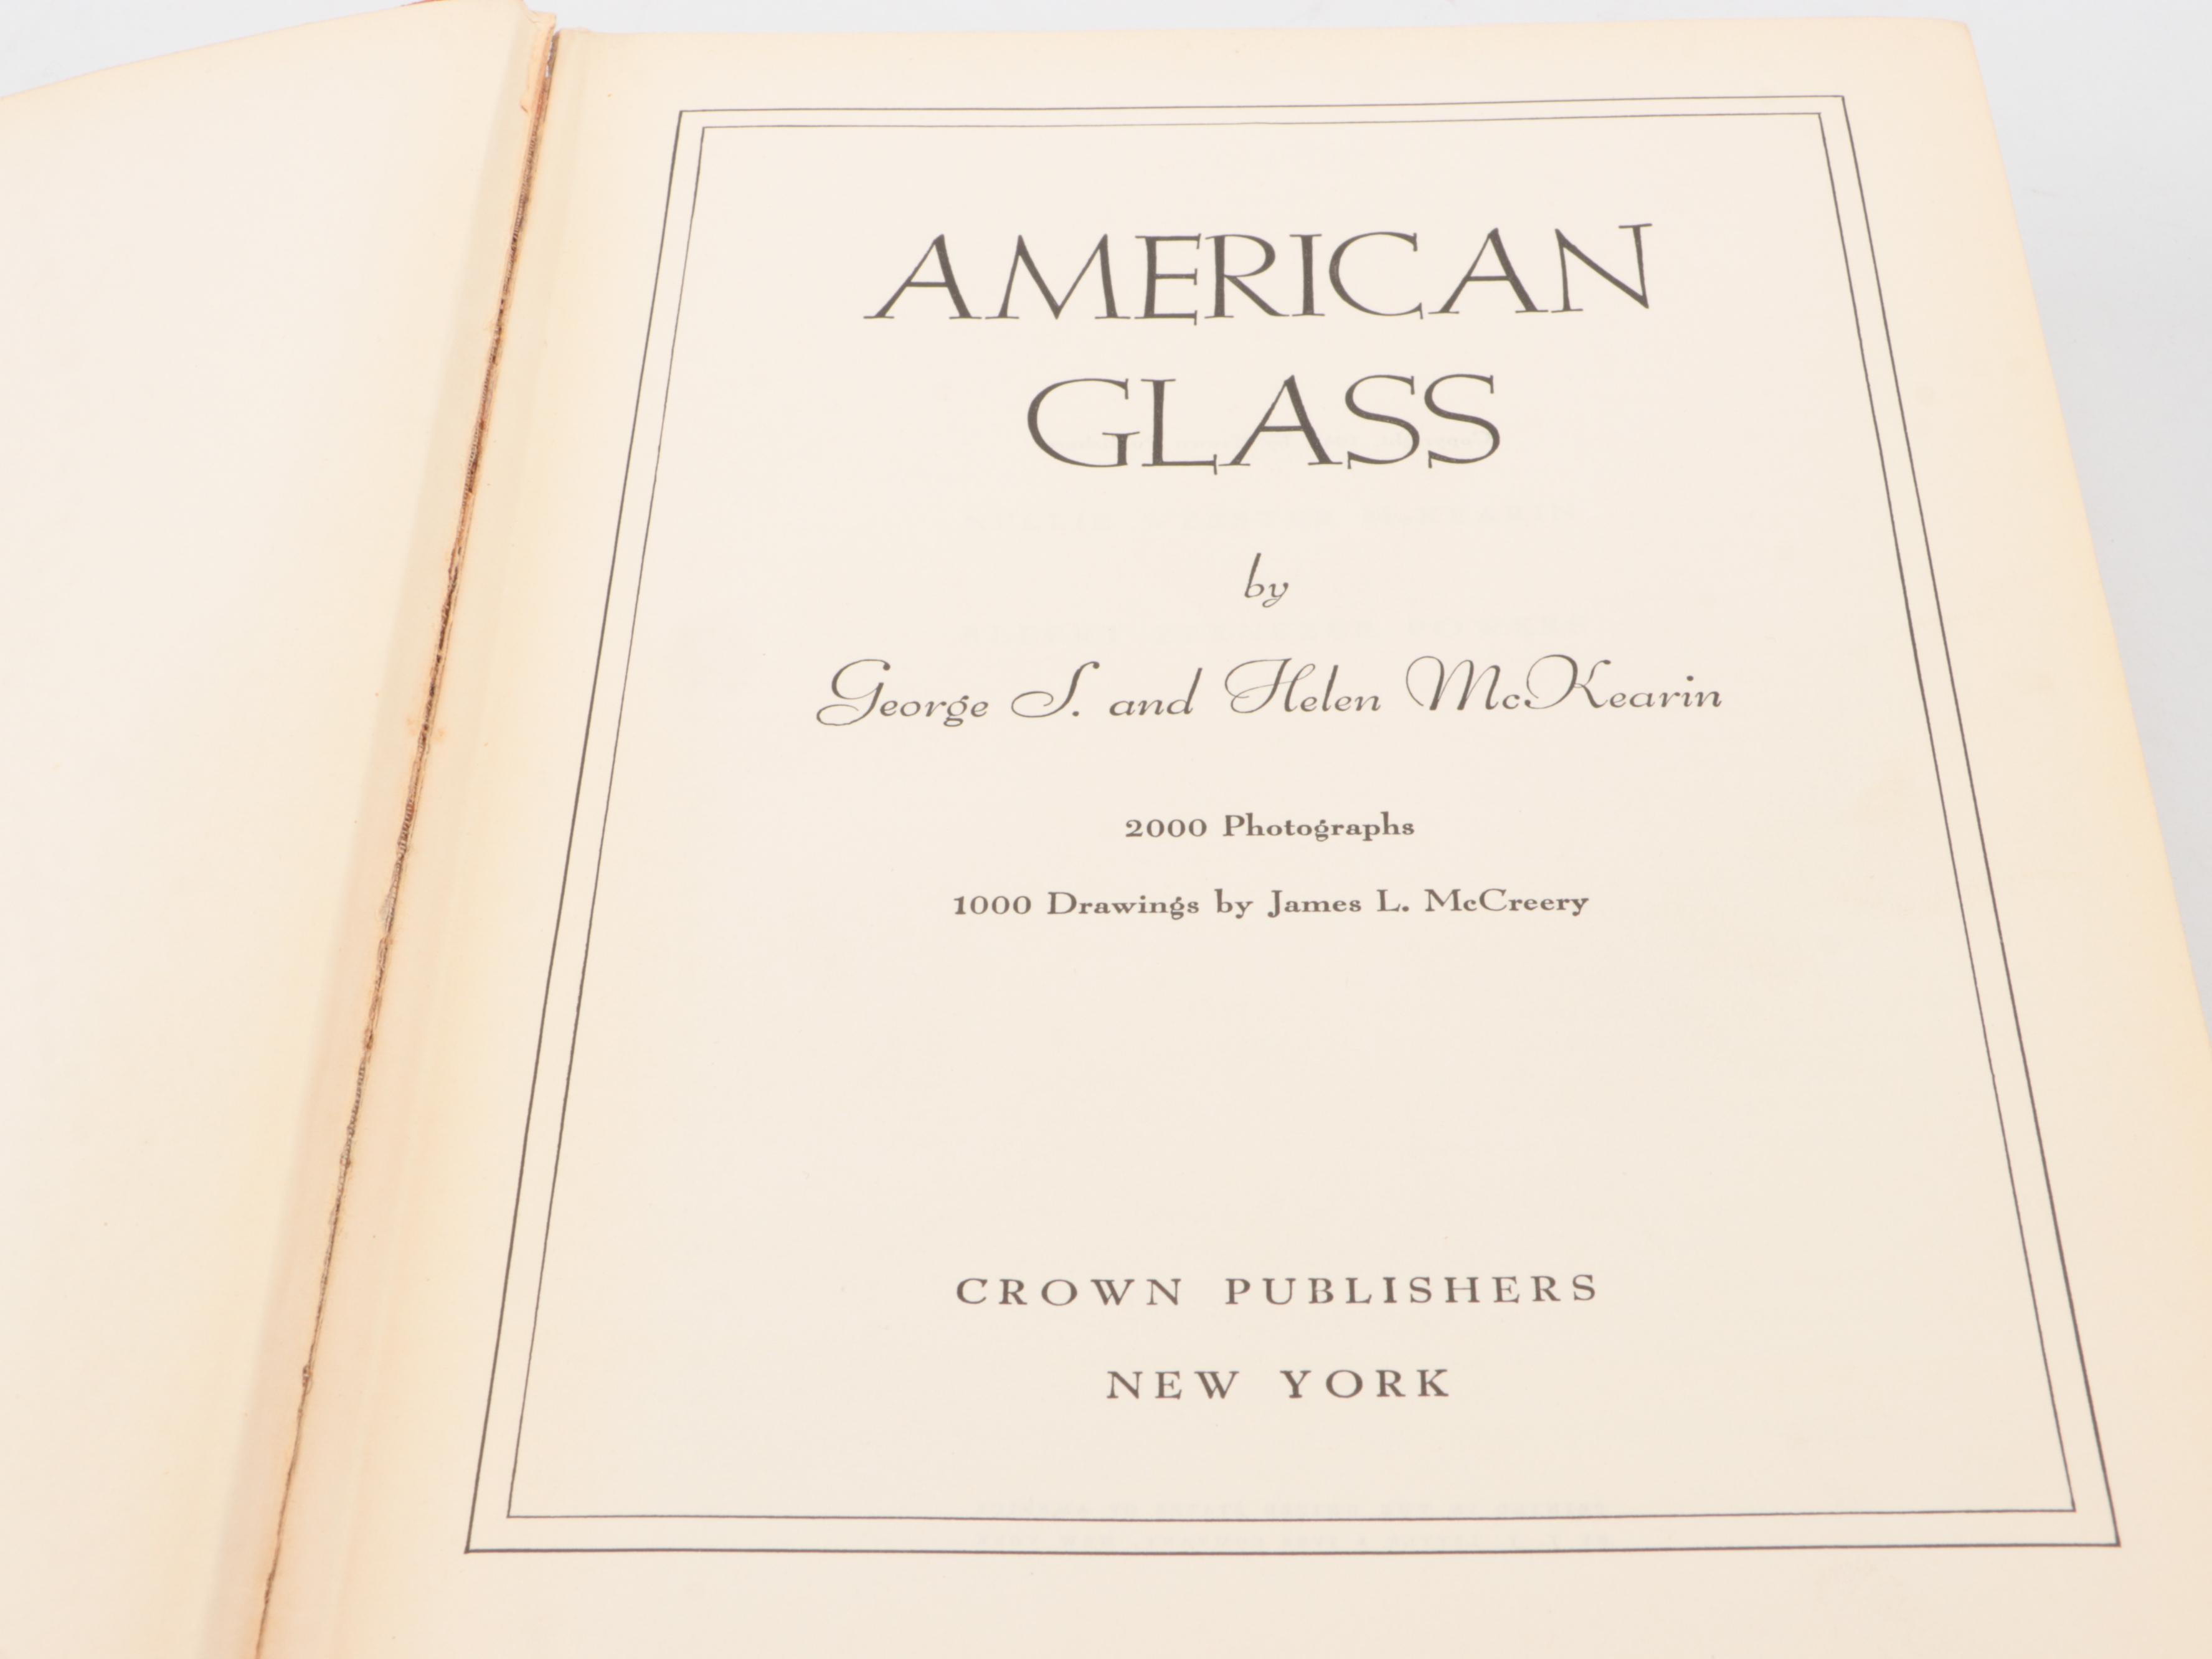 AMERICAN
GLASS
by
George S. and Helen McKearin
2000 Photographs
1000 Drawings by James L. McCreery
CROWN PUBLISHERS
NEW YORK